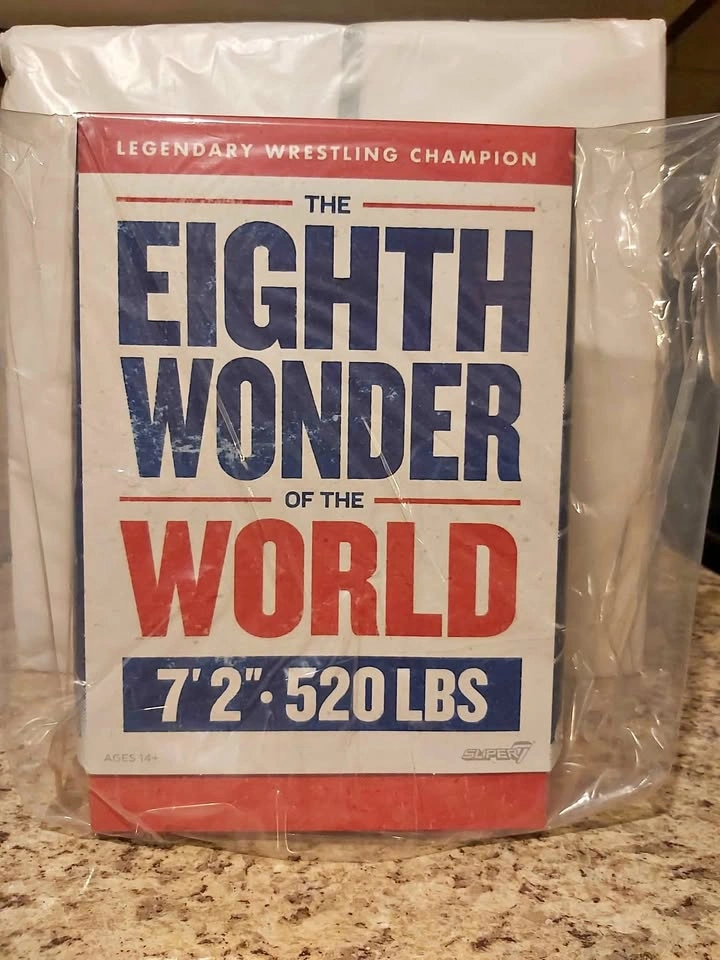 LEGENDARY WRESTLING CHAMPION
THE
EIGHTH
WONDER
OF THE
WORLD
7' 2" · 520 LBS
AGES 14+
SUPER7